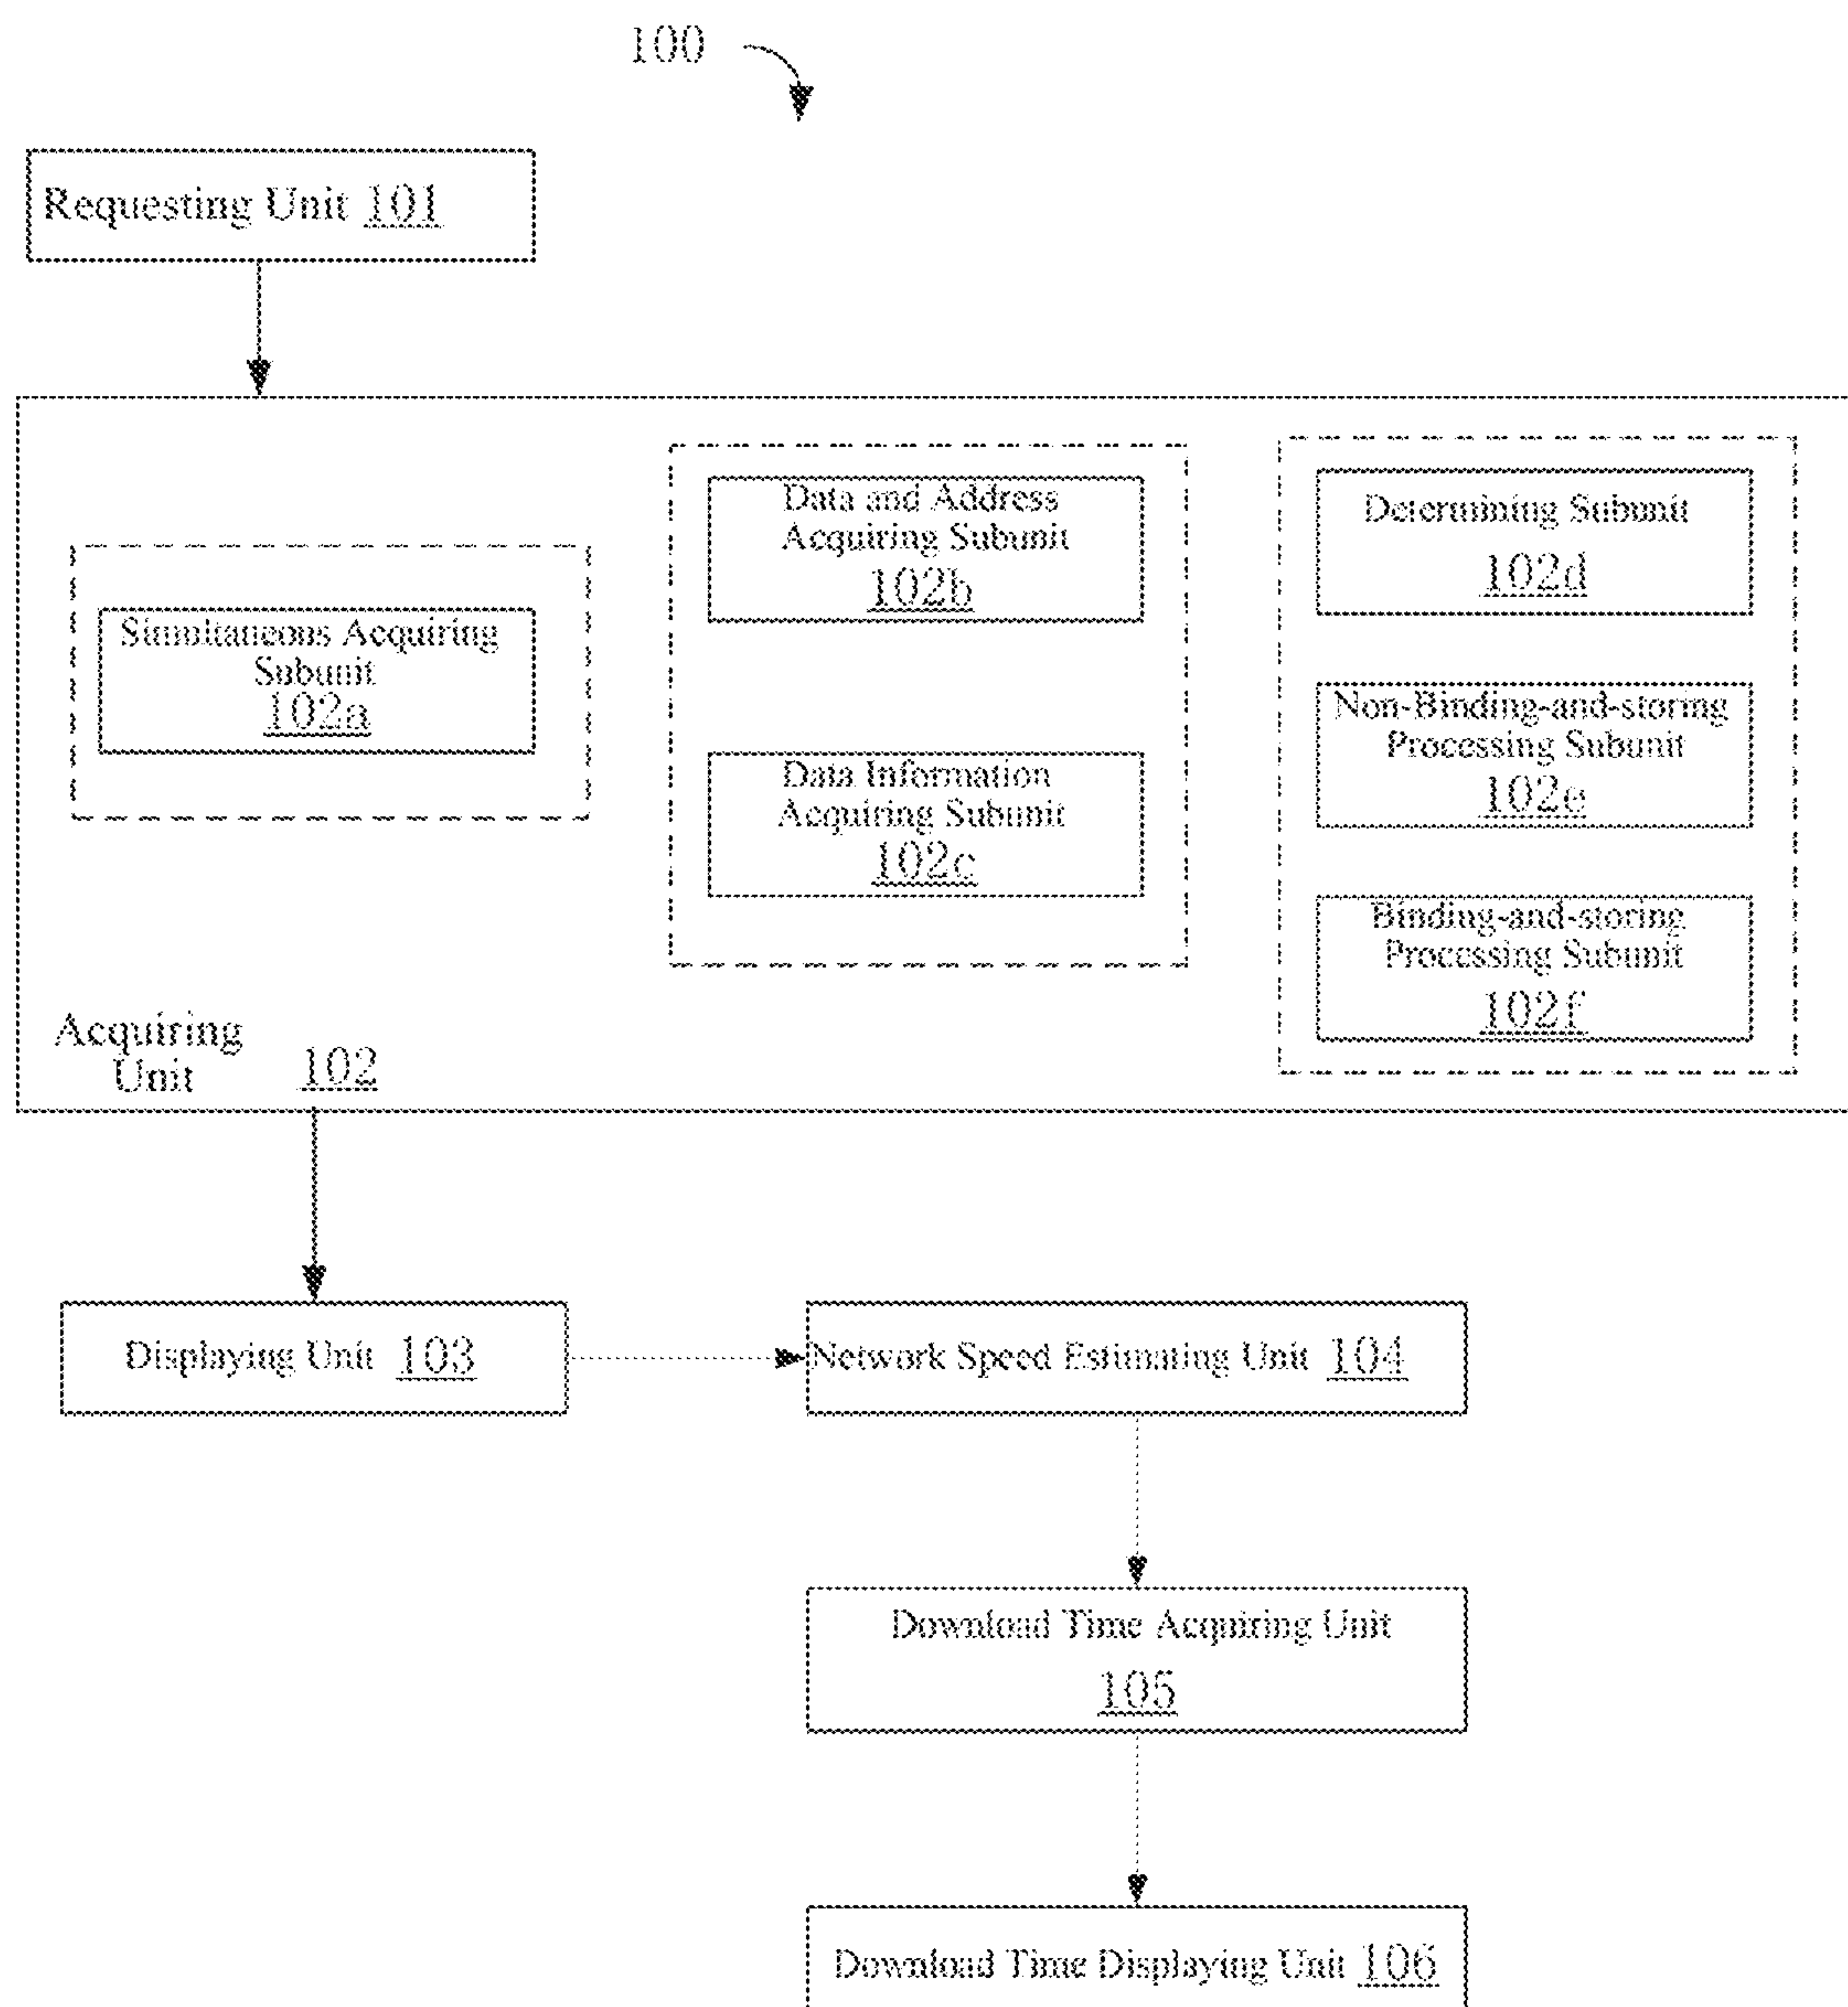 100
Requesting Unit 101
Simultaneous Acquiring
Subunit
102a
Data and Address
Acquiring Subunit
102b
Data Information
Acquiring Subunit
102c
Determining Subunit
102d
Non-Binding-and-storing
Processing Subunit
102e
Binding-and-storing
Processing Subunit
102f
Acquiring
Unit 102
Displaying Unit 103
Network Speed Estimating Unit 104
Download Time Acquiring Unit
105
Download Time Displaying Unit 106